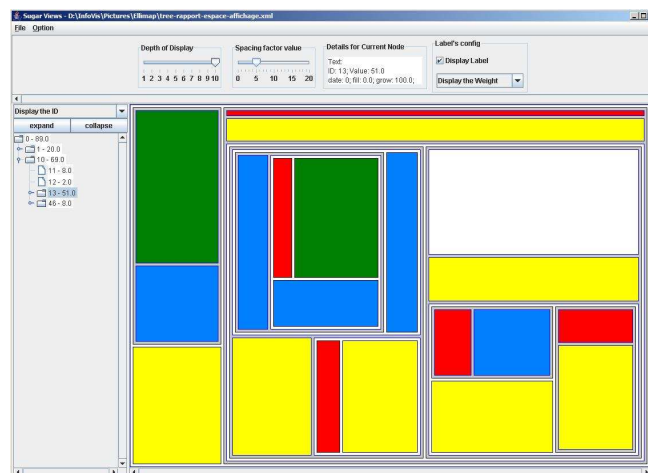 Sugar Views - D:\InfoVis\Pictures\Ellimap\tree-rapport-espace-affichage.xml
File Option
Depth of Display
1 2 3 4 5 6 7 8 9 10
Spacing factor value
0 5 10 15 20
Details for Current Node
Text:
ID: 13; Value: 51.0
date: 0; fill: 0.0; grow: 100.0;
Label's config
Display Label
Display the Weight
Display the ID
expand collapse
0 - 89.0
1 - 20.0
10 - 69.0
11 - 8.0
12 - 2.0
13 - 51.0
46 - 8.0